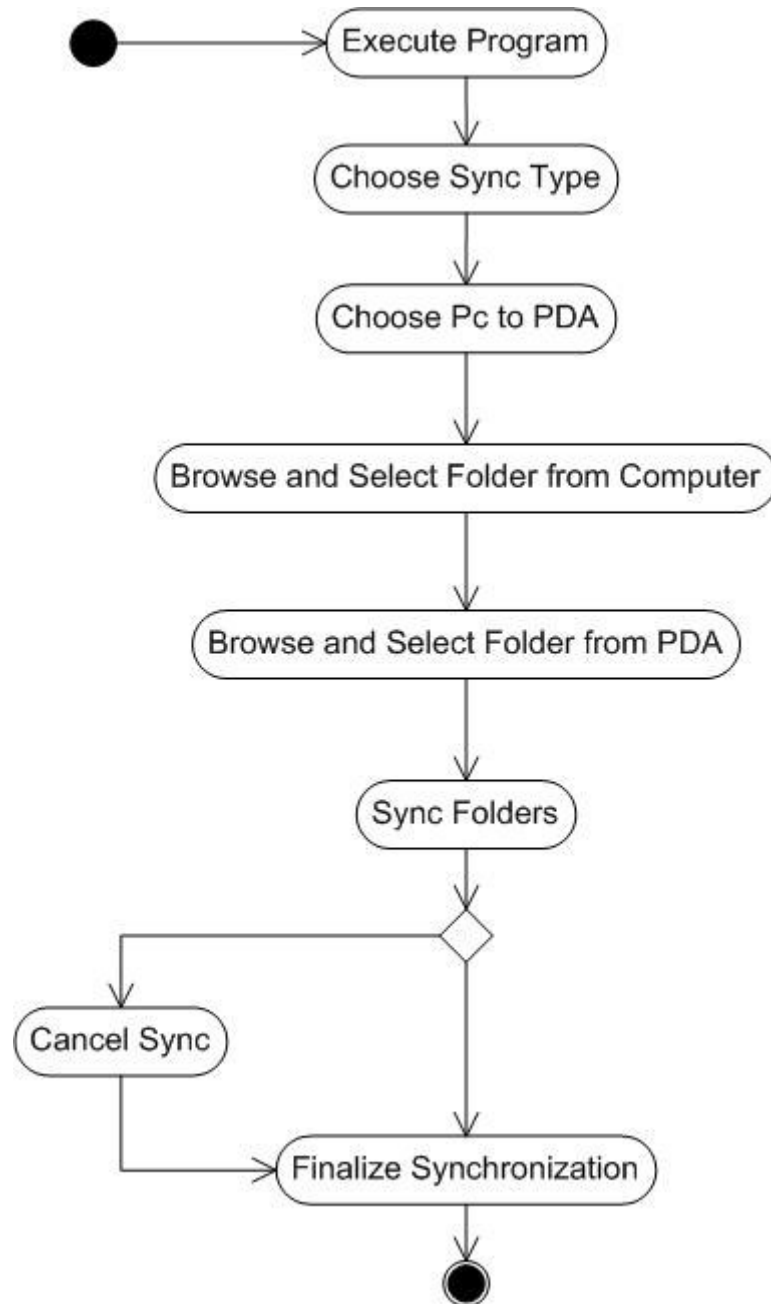 Execute Program
Choose Sync Type
Choose Pc to PDA
Browse and Select Folder from Computer
Browse and Select Folder from PDA
Sync Folders
Cancel Sync
Finalize Synchronization